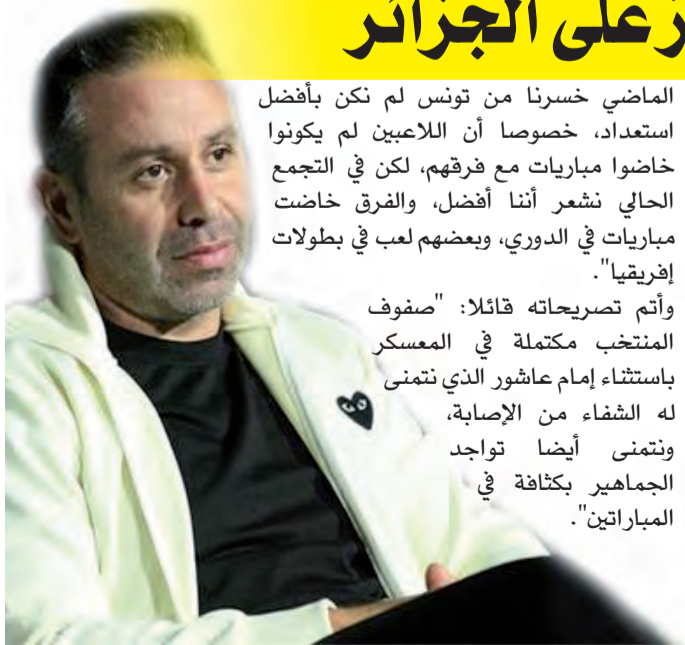 على الجزائر
الماضي خسرنا من تونس لم نكن بأفضل
استعداد، خصوصا أن اللاعبين لم يكونوا
خاضوا مباريات مع فرقهم، لكن في التجمع
الحالي نشعر أننا أفضل، والفرق خاضت
مباريات في الدوري، وبعضهم لعب في بطولات
إفريقيا".
وأتم تصريحاته قائلا: "صفوف
المنتخب مكتملة في المعسكر
باستثناء إمام عاشور الذي نتمنى
له الشفاء من الإصابة،
ونتمنى أيضا تواجد
الجماهير بكثافة في
المباراتين".